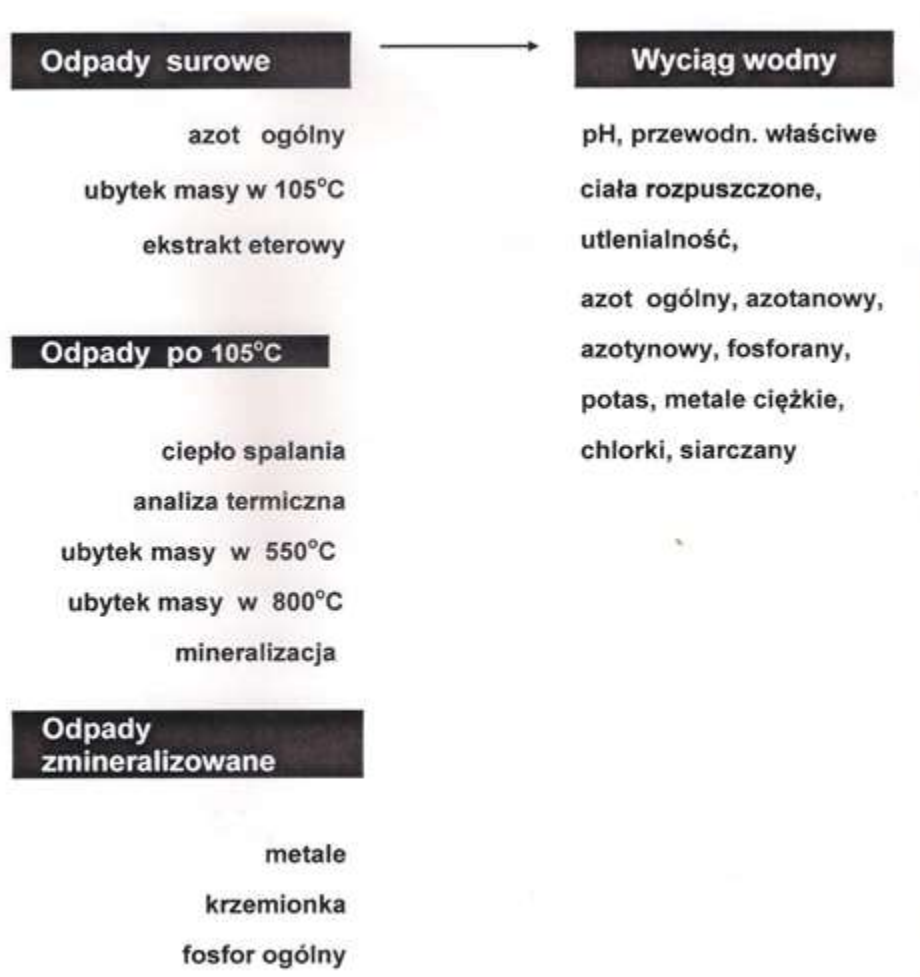 Odpady surowe
azot ogólny
ubytek masy w 105°C
ekstrakt eterowy
Odpady po 105°C
ciepło spalania
analiza termiczna
ubytek masy w 550°C
ubytek masy w 800°C
mineralizacja
Odpady
zmineralizowane
metale
krzemionka
fosfor ogólny
Wyciąg wodny
pH, przewodn. właściwe
ciała rozpuszczone,
utlenialność,
azot ogólny, azotanowy,
azotynowy, fosforany,
potas, metale ciężkie,
chlorki, siarczany